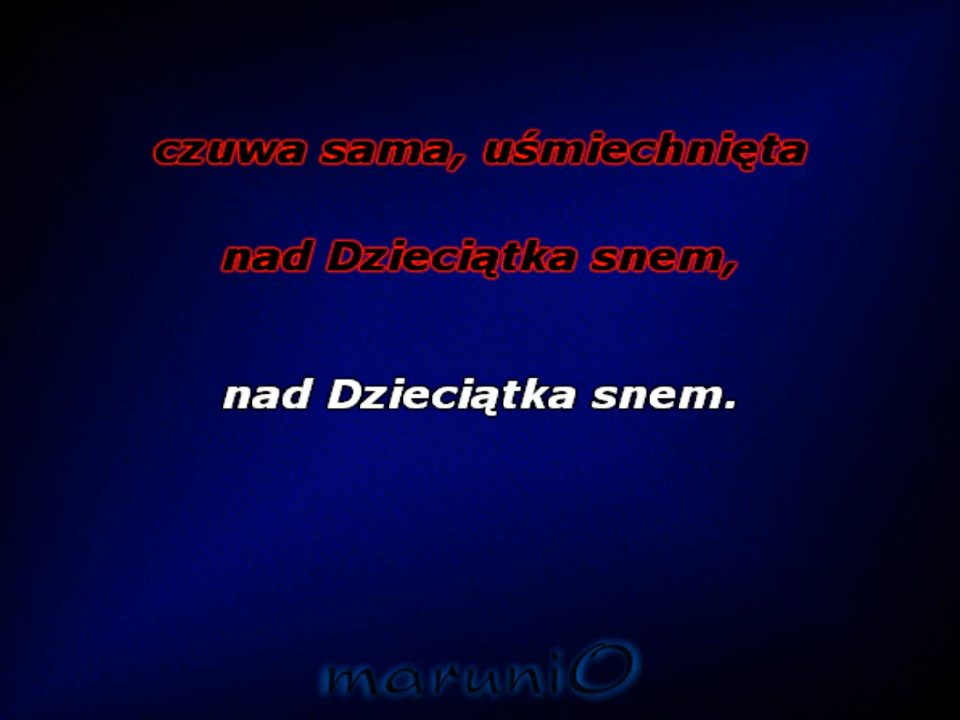 czuwa sama, uśmiechnięta
nad Dzieciątka snem,
nad Dzieciątka snem.
maruniO